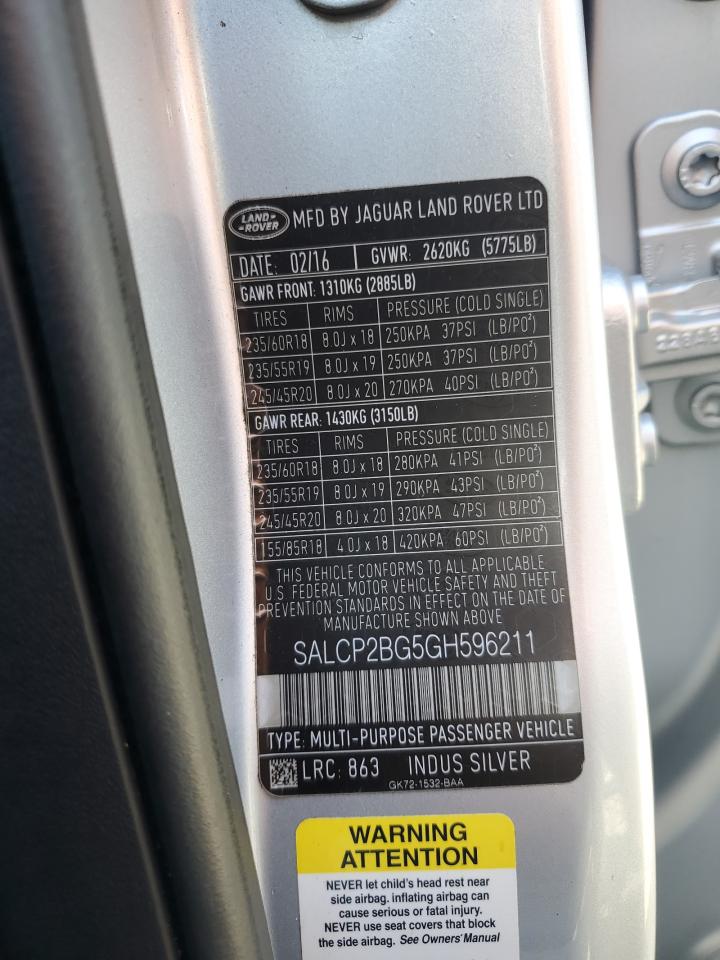 LAND ROVER MFD BY JAGUAR LAND ROVER LTD
DATE: 02/16 GVWR: 2620KG (5775LB)
GAWR FRONT: 1310KG (2885LB)
TIRES RIMS PRESSURE (COLD SINGLE)
235/60R18 8.0J x 18 250KPA 37PSI (LB/PO²)
235/55R19 8.0J x 19 250KPA 37PSI (LB/PO²)
245/45R20 8.0J x 20 270KPA 40PSI (LB/PO²)
GAWR REAR: 1430KG (3150LB)
TIRES RIMS PRESSURE (COLD SINGLE)
235/60R18 8.0J x 18 280KPA 41PSI (LB/PO²)
235/55R19 8.0J x 19 290KPA 43PSI (LB/PO²)
245/45R20 8.0J x 20 320KPA 47PSI (LB/PO²)
155/85R18 4.0J x 18 420KPA 60PSI (LB/PO²)
THIS VEHICLE CONFORMS TO ALL APPLICABLE
U.S. FEDERAL MOTOR VEHICLE SAFETY AND THEFT
PREVENTION STANDARDS IN EFFECT ON THE DATE OF
MANUFACTURE SHOWN ABOVE
SALCP2BG5GH596211
TYPE: MULTI-PURPOSE PASSENGER VEHICLE
LRC: 863 INDUS SILVER
GK72-1532-BAA
WARNING
ATTENTION
NEVER let child's head rest near
side airbag. inflating airbag can
cause serious or fatal injury.
NEVER use seat covers that block
the side airbag. See Owners' Manual